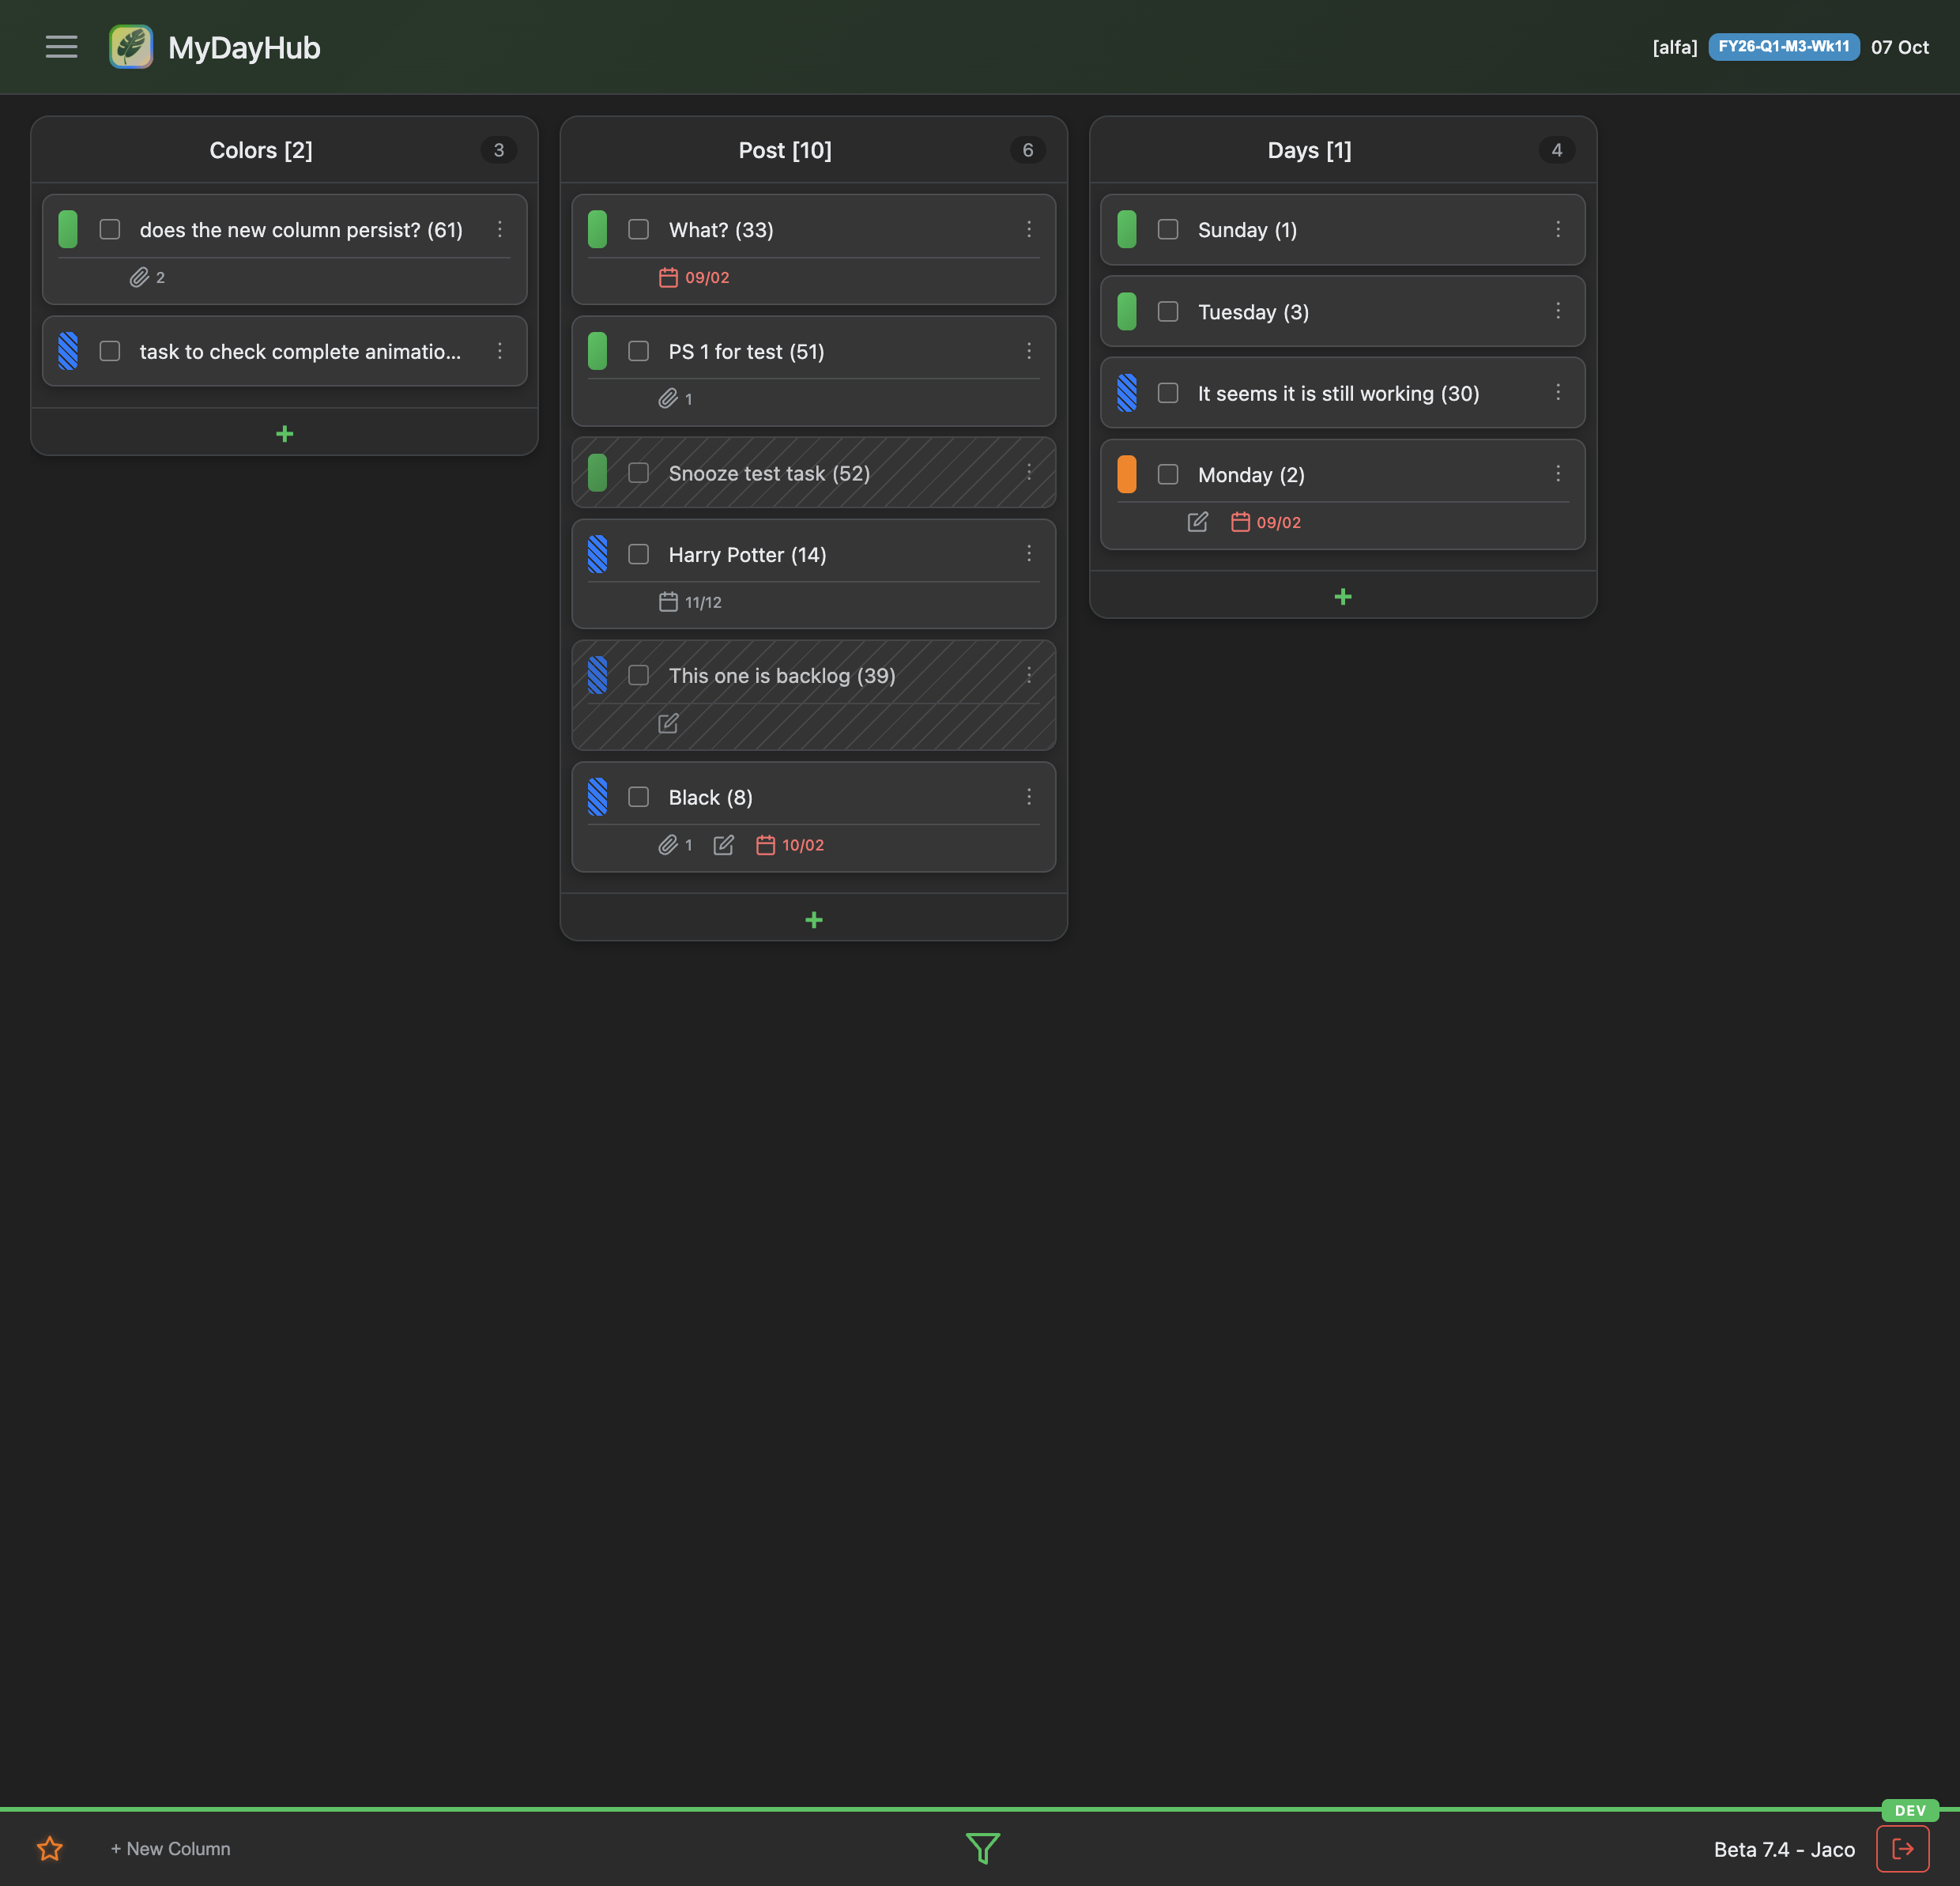 MyDayHub
[alfa] FY26-Q1-M3-Wk11 07 Oct
Colors [2] 3
does the new column persist? (61)
2
task to check complete animatio...
+
Post [10] 6
What? (33)
09/02
PS 1 for test (51)
1
Snooze test task (52)
Harry Potter (14)
11/12
This one is backlog (39)
Black (8)
1 10/02
+
Days [1] 4
Sunday (1)
Tuesday (3)
It seems it is still working (30)
Monday (2)
09/02
+
DEV
+ New Column
Beta 7.4 - Jaco